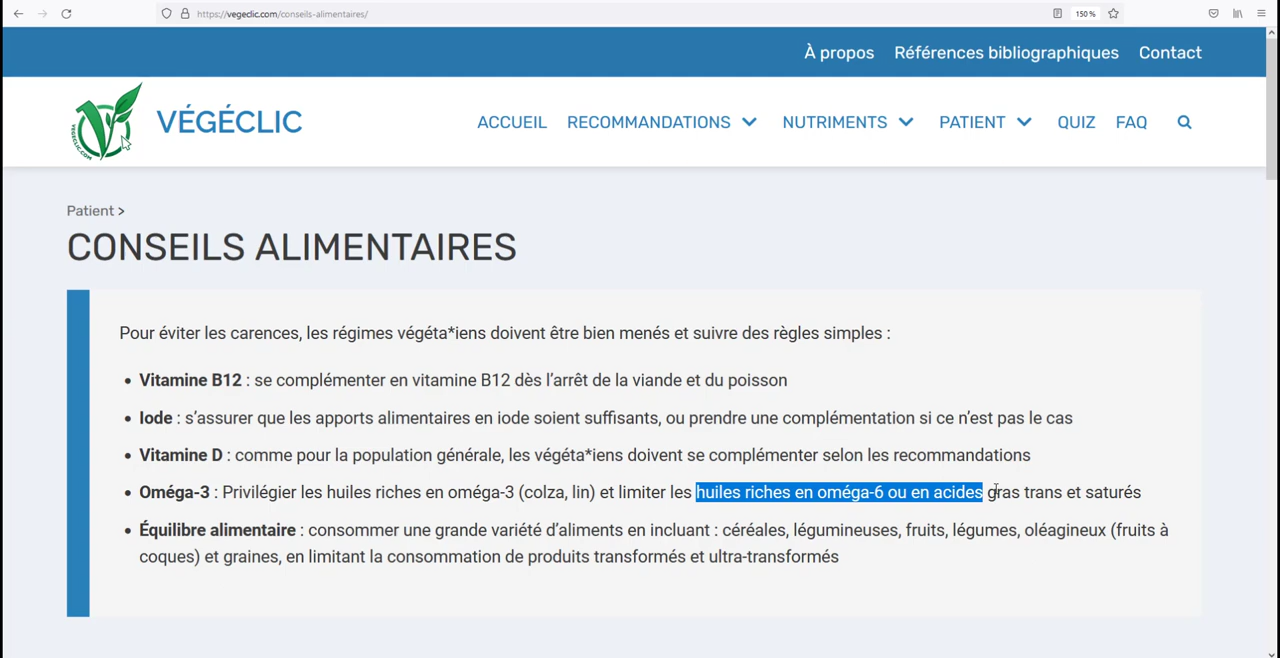 https://vegeclic.com/conseils-alimentaires/
150 %
À propos Références bibliographiques Contact
VEGECLIC.COM
VÉGÉCLIC
ACCUEIL RECOMMANDATIONS NUTRIMENTS PATIENT QUIZ FAQ
Patient >
CONSEILS ALIMENTAIRES
Pour éviter les carences, les régimes végéta*iens doivent être bien menés et suivre des règles simples :
• Vitamine B12 : se complémenter en vitamine B12 dès l’arrêt de la viande et du poisson
• Iode : s’assurer que les apports alimentaires en iode soient suffisants, ou prendre une complémentation si ce n’est pas le cas
• Vitamine D : comme pour la population générale, les végéta*iens doivent se complémenter selon les recommandations
• Oméga-3 : Privilégier les huiles riches en oméga-3 (colza, lin) et limiter les huiles riches en oméga-6 ou en acides gras trans et saturés
• Équilibre alimentaire : consommer une grande variété d’aliments en incluant : céréales, légumineuses, fruits, légumes, oléagineux (fruits à
coques) et graines, en limitant la consommation de produits transformés et ultra-transformés